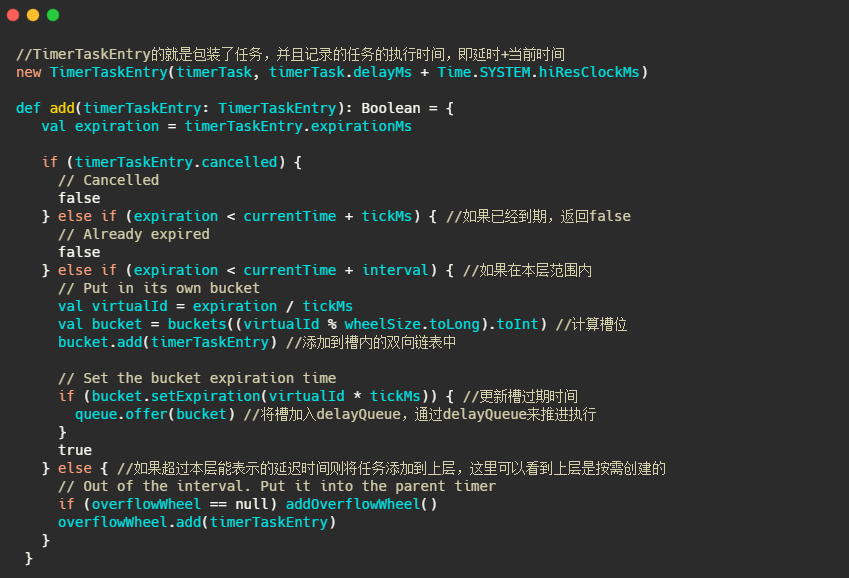 //TimerTaskEntry的就是包装了任务，并且记录的任务的执行时间，即延时+当前时间
new TimerTaskEntry(timerTask, timerTask.delayMs + Time.SYSTEM.hiResClockMs)
def add(timerTaskEntry: TimerTaskEntry): Boolean = {
val expiration = timerTaskEntry.expirationMs
if (timerTaskEntry.cancelled) {
// Cancelled
false
} else if (expiration < currentTime + tickMs) { //如果已经到期，返回false
// Already expired
false
} else if (expiration < currentTime + interval) { //如果在本层范围内
// Put in its own bucket
val virtualId = expiration / tickMs
val bucket = buckets((virtualId % wheelSize.toLong).toInt) //计算槽位
bucket.add(timerTaskEntry) //添加到槽内的双向链表中
// Set the bucket expiration time
if (bucket.setExpiration(virtualId * tickMs)) { //更新槽过期时间
queue.offer(bucket) //将槽加入delayQueue，通过delayQueue来推进执行
}
true
} else { //如果超过本层能表示的延迟时间则将任务添加到上层，这里可以看到上层是按需创建的
// Out of the interval. Put it into the parent timer
if (overflowWheel == null) addOverflowWheel()
overflowWheel.add(timerTaskEntry)
}
}